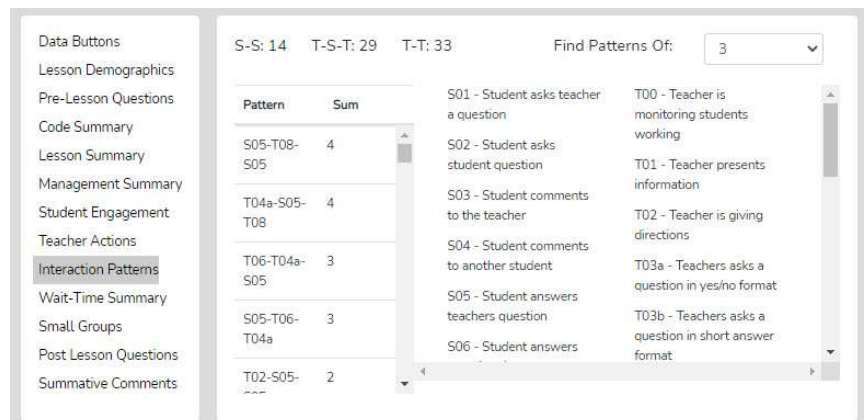 Data Buttons
Lesson Demographics
Pre-Lesson Questions
Code Summary
Lesson Summary
Management Summary
Student Engagement
Teacher Actions
Interaction Patterns
Wait-Time Summary
Small Groups
Post Lesson Questions
Summative Comments
S-S: 14 T-S-T: 29 T-T: 33 Find Patterns Of: 3
Pattern Sum
S05-T08-
S05 4
T04a-S05-
T08 4
T06-T04a-
S05 3
S05-T06-
T04a 3
T02-S05- 2
S01 - Student asks teacher
a question
S02 - Student asks
student question
S03 - Student comments
to the teacher
S04 - Student comments
to another student
S05 - Student answers
teachers question
S06 - Student answers
T00 - Teacher is
monitoring students
working
T01 - Teacher presents
information
T02 - Teacher is giving
directions
T03a - Teachers asks a
question in yes/no format
T03b - Teachers asks a
question in short answer
format